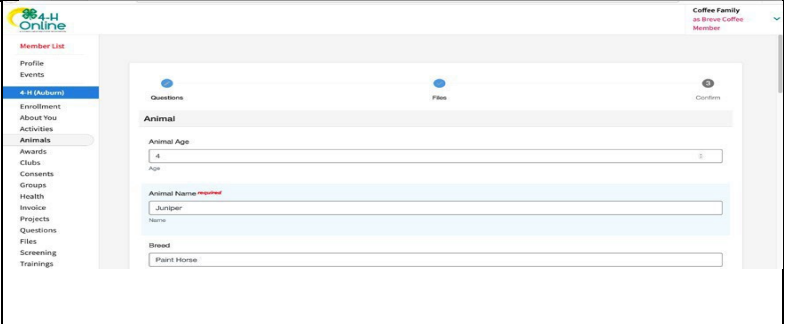 4-H
Online
Coffee Family
as Breve Coffee
Member
Member List
Profile
Events
4-H (Auburn)
Enrollment
About You
Activities
Animals
Awards
Clubs
Consents
Groups
Health
Invoice
Projects
Questions
Files
Screening
Trainings
Questions
Files
3
Confirm
Animal
Animal Age
4
Age
Animal Name required
Juniper
Name
Breed
Paint Horse